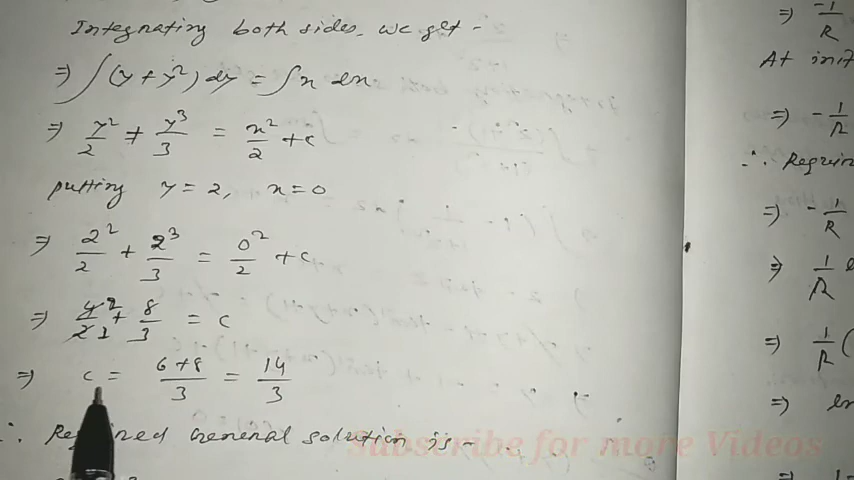 Integrating both sides, we get -
⇒ ∫(y + y²) dy = ∫x dx
⇒ y²/2 + y³/3 = x²/2 + c
putting y = 2, x = 0
⇒ 2²/2 + 2³/3 = 0²/2 + c
⇒ 4 2/2 1 + 8/3 = c
⇒ c = 6+8/3 = 14/3
∴ Required General solution is -
Subscribe for more Videos
⇒ -1/R
At
⇒ -1/R
∴
⇒ -1/R
⇒ 1/R
⇒ 1/R (
⇒